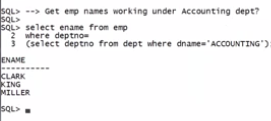 SQL> --> Get emp names working under Accounting dept?
SQL>
SQL> select ename from emp
2 where deptno=
3 (select deptno from dept where dname='ACCOUNTING');
ENAME
----------
CLARK
KING
MILLER
SQL>